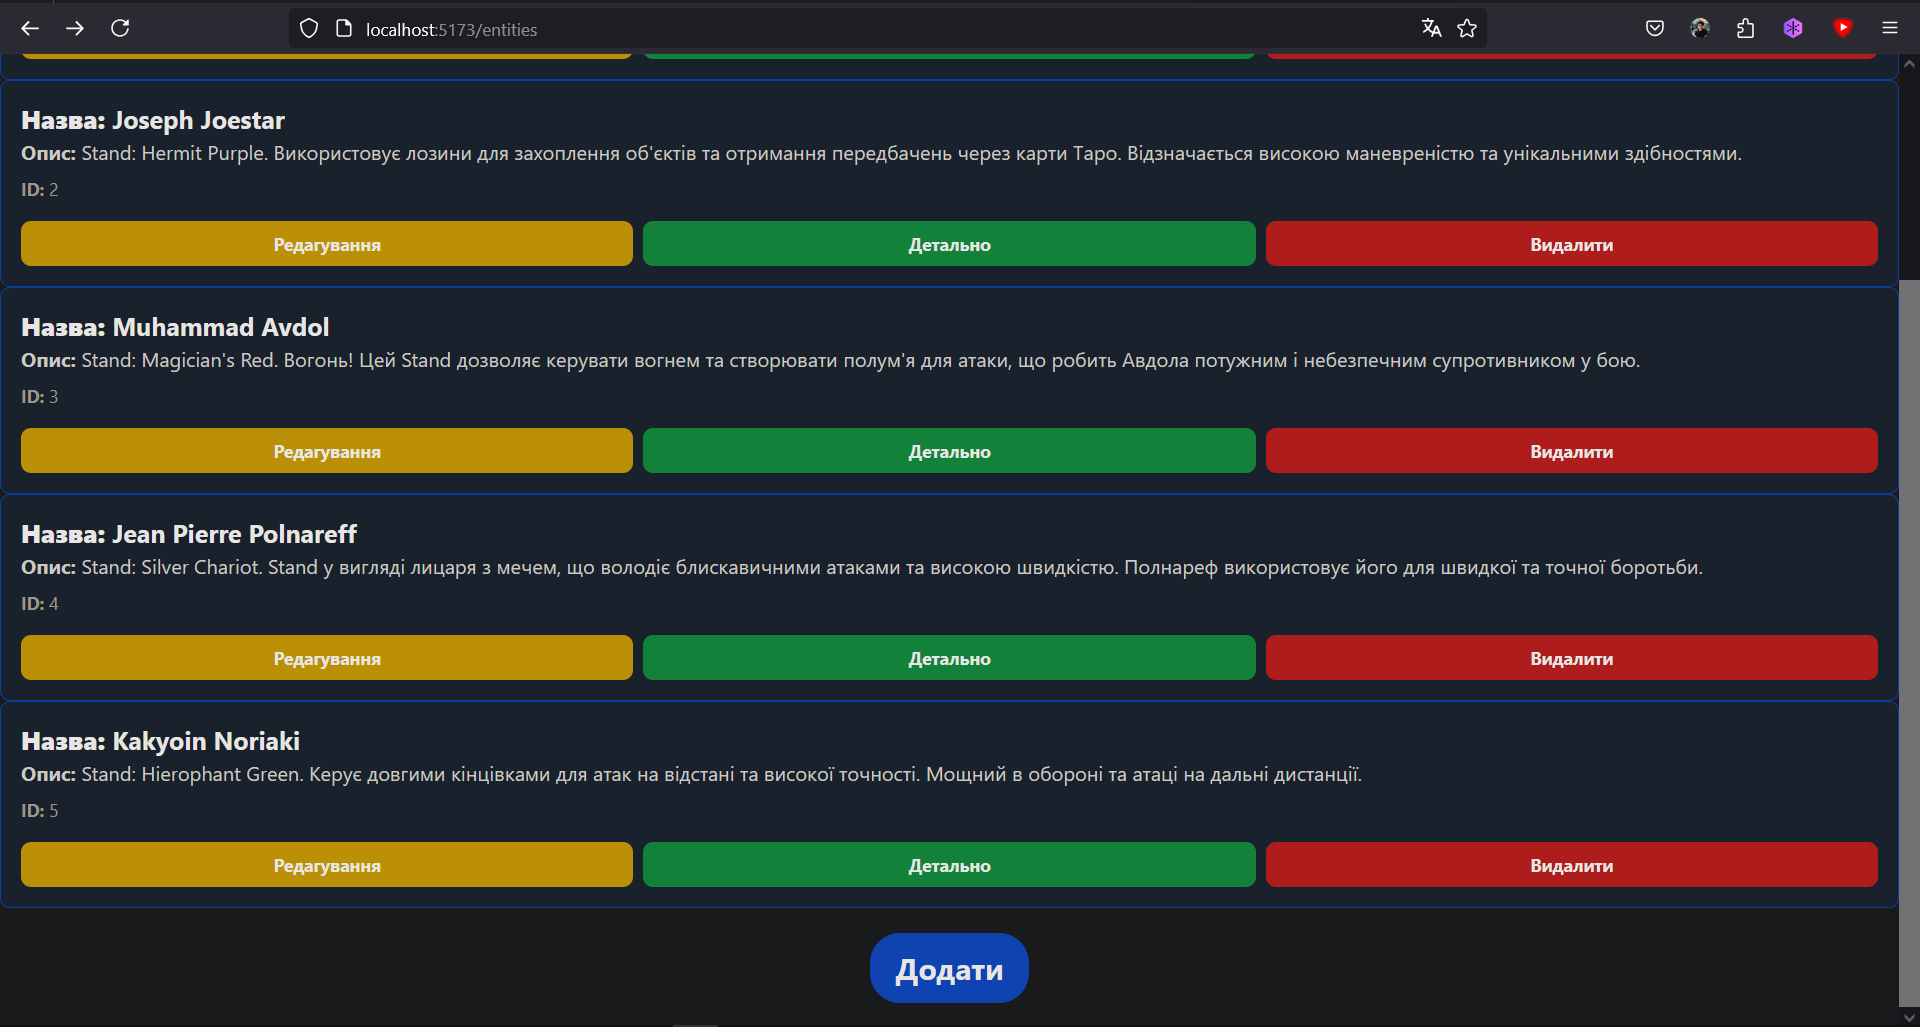 localhost:5173/entities
Назва: Joseph Joestar
Опис: Stand: Hermit Purple. Використовує лозини для захоплення об'єктів та отримання передбачень через карти Таро. Відзначається високою маневреністю та унікальними здібностями.
ID: 2
Редагування Детально Видалити
Назва: Muhammad Avdol
Опис: Stand: Magician's Red. Вогонь! Цей Stand дозволяє керувати вогнем та створювати полум'я для атаки, що робить Авдола потужним і небезпечним супротивником у бою.
ID: 3
Редагування Детально Видалити
Назва: Jean Pierre Polnareff
Опис: Stand: Silver Chariot. Stand у вигляді лицаря з мечем, що володіє блискавичними атаками та високою швидкістю. Полнареф використовує його для швидкої та точної боротьби.
ID: 4
Редагування Детально Видалити
Назва: Kakyoin Noriaki
Опис: Stand: Hierophant Green. Керує довгими кінцівками для атак на відстані та високої точності. Мощний в обороні та атаці на дальні дистанції.
ID: 5
Редагування Детально Видалити
Додати